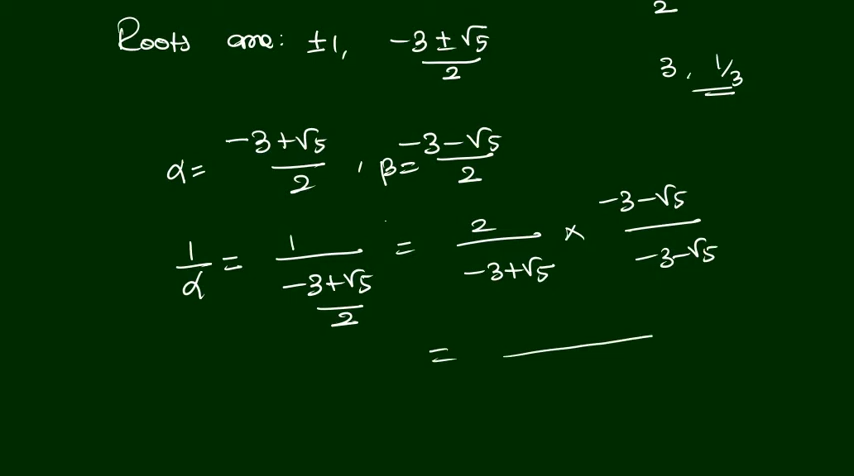 Roots are: ±1, (-3±√5)/2
2
3, 1/3
α = (-3+√5)/2 , β = (-3-√5)/2
1/α = 1/((-3+√5)/2) = 2/(-3+√5) × (-3-√5)/(-3-√5)
=